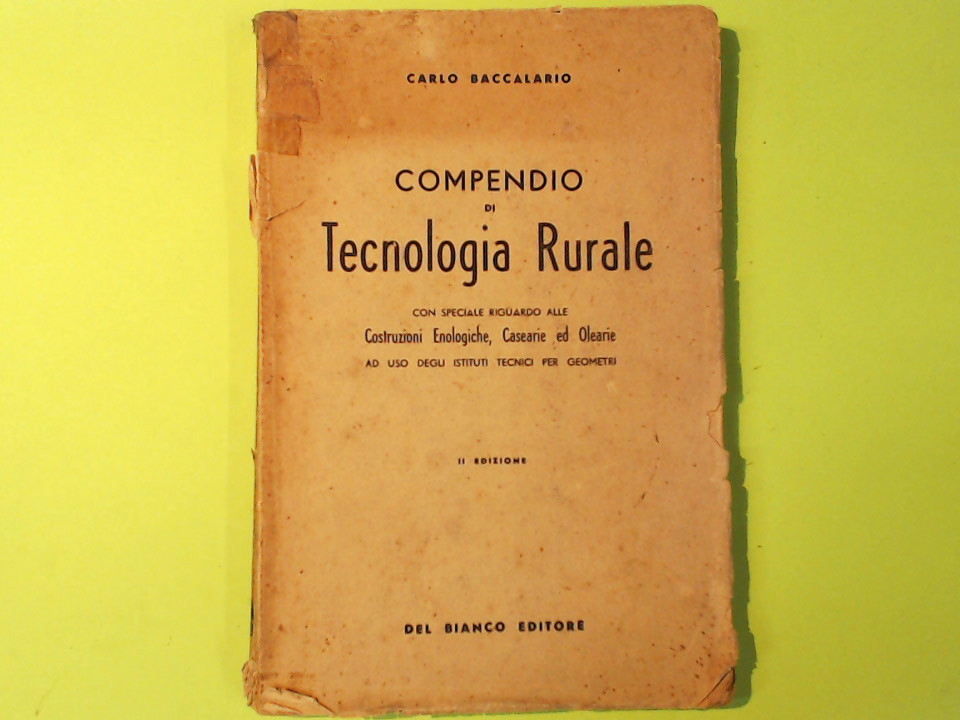 CARLO BACCALARIO
COMPENDIO
DI
Tecnologia Rurale
CON SPECIALE RIGUARDO ALLE
Costruzioni Enologiche, Casearie ed Olearie
AD USO DEGLI ISTITUTI TECNICI PER GEOMETRI
II EDIZIONE
DEL BIANCO EDITORE